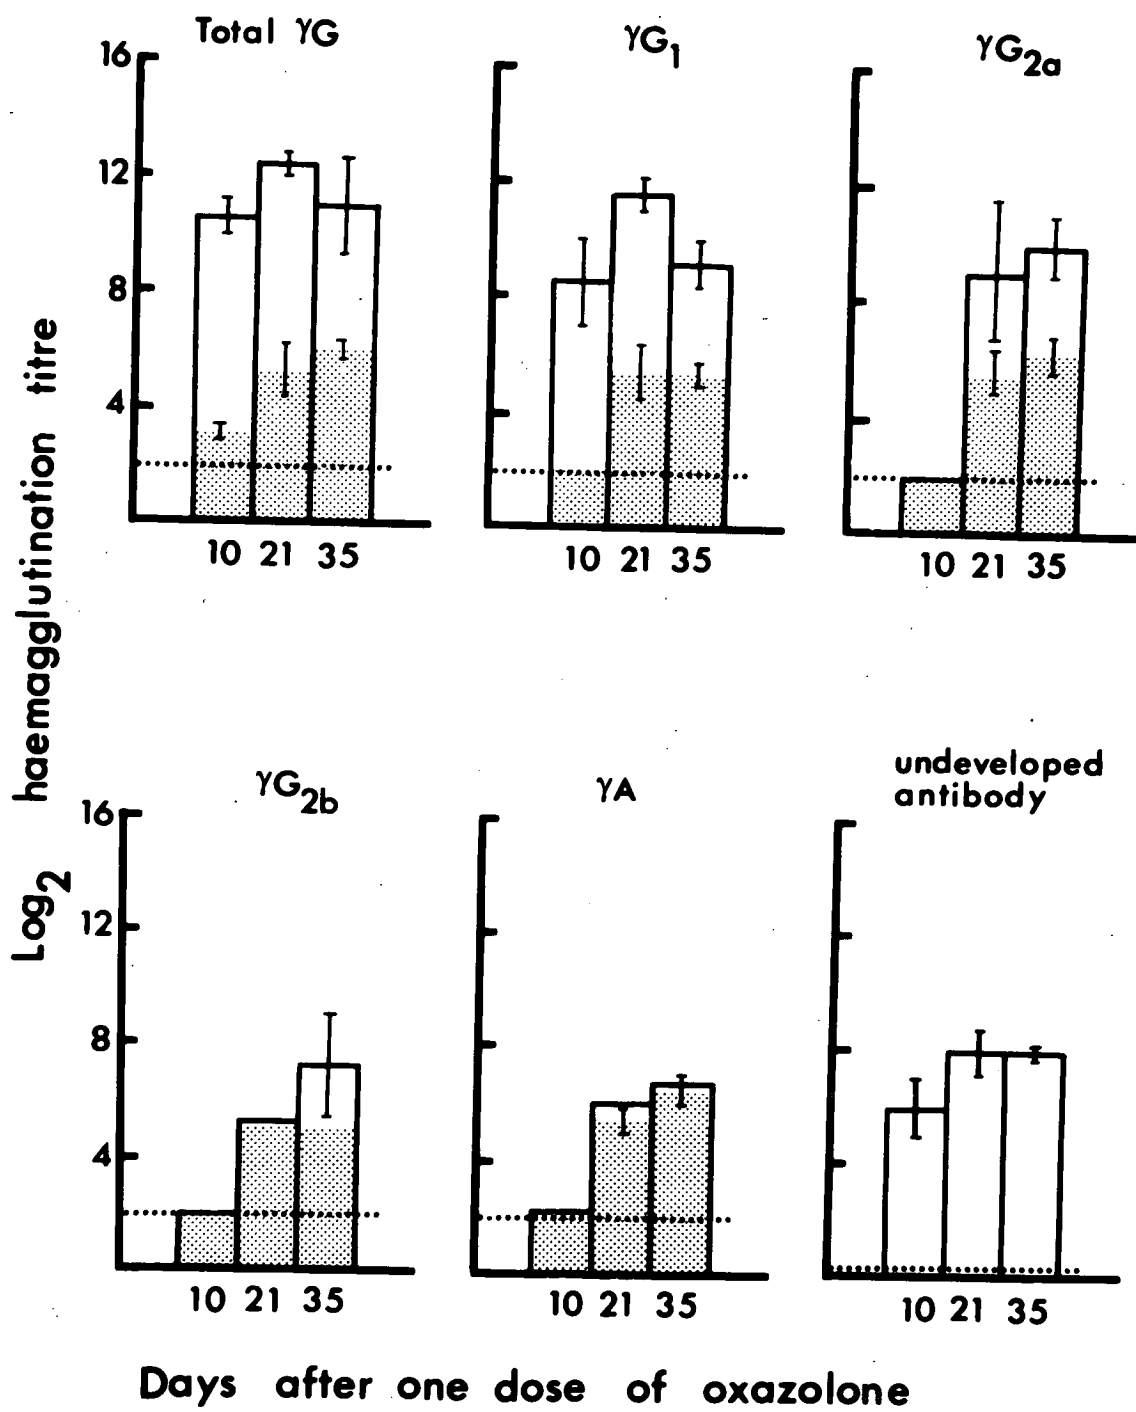 Total γG
γG1
γG2a
16
12
8
4
10 21 35
10 21 35
10 21 35
Log2 haemagglutination titre
γG2b
γA
undeveloped
antibody
16
12
8
4
10 21 35
10 21 35
10 21 35
Days after one dose of oxazolone